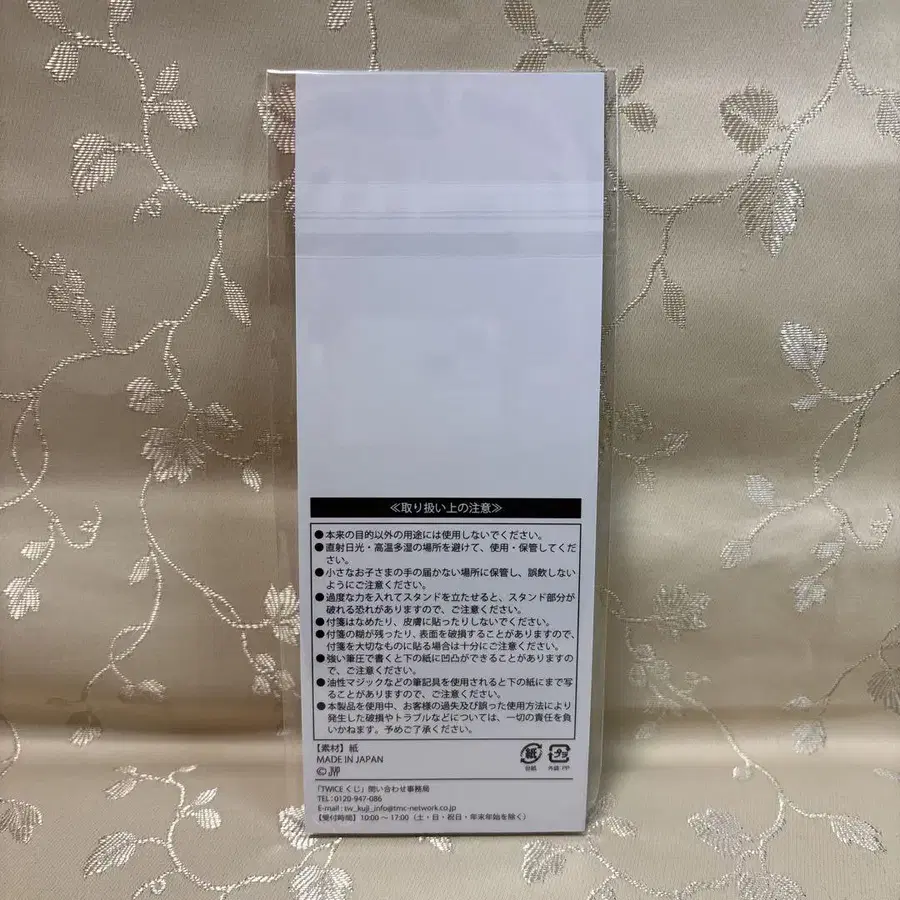 ≪取り扱い上の注意≫
●本来の目的以外の用途には使用しないでください。
●直射日光・高温多湿の場所を避けて、使用・保管してくだ
さい。
●小さなお子さまの手の届かない場所に保管し、誤飲しない
ようにご注意ください。
●過度な力を入れてスタンドを立たせると、スタンド部分が
破れる恐れがありますので、ご注意ください。
●付箋はなめたり、皮膚に貼ったりしないでください。
●付箋の糊が残ったり、表面を破損することがありますので、
付箋を大切なものに貼る場合は十分にご注意ください。
●強い筆圧で書くと下の紙に凹凸ができることがありますの
で、ご注意ください。
●油性マジックなどの筆記具を使用されると下の紙にまで写
ることがありますので、ご注意ください。
●本製品を使用中、お客様の過失及び誤った使用方法により
発生した破損やトラブルなどについては、一切の責任を負
いかねます。予めご了承ください。
【素材】紙
MADE IN JAPAN
©JYP
紙
台紙
プラ
外袋:PP
「TWICEくじ」問い合わせ事務局
TEL:0120-947-086
E-mail:tw_kuji_info@tmc-network.co.jp
【受付時間】10:00～17:00（土・日・祝日・年末年始を除く）